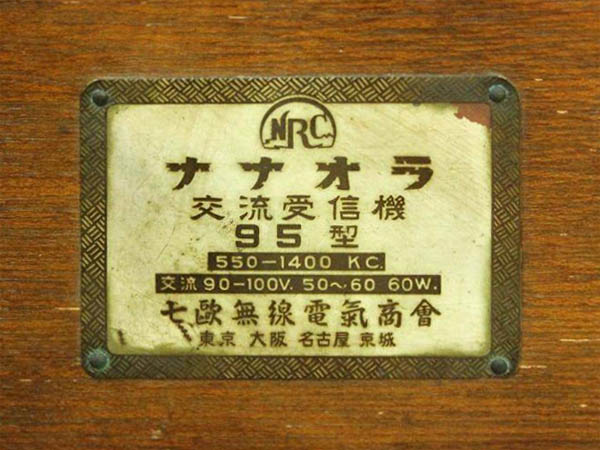 NRC
ナナオラ
交流受信機
95型
550-1400 KC.
交流 90-100V. 50~60 60W.
七歐無線電氣商會
東京 大阪 名古屋 京城